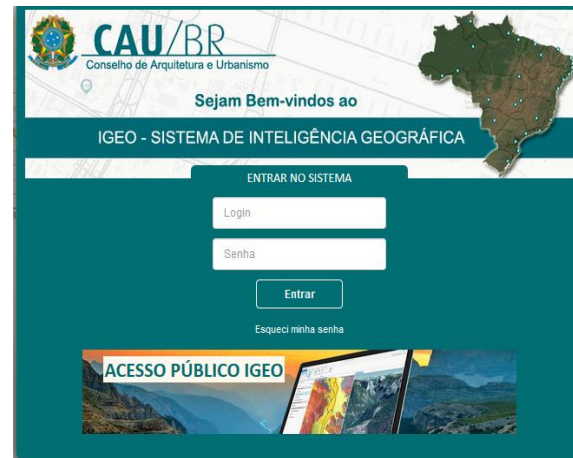 CAU/BR
Conselho de Arquitetura e Urbanismo
Sejam Bem-vindos ao
IGEO - SISTEMA DE INTELIGÊNCIA GEOGRÁFICA
ENTRAR NO SISTEMA
Login
Senha
Entrar
Esqueci minha senha
ACESSO PÚBLICO IGEO